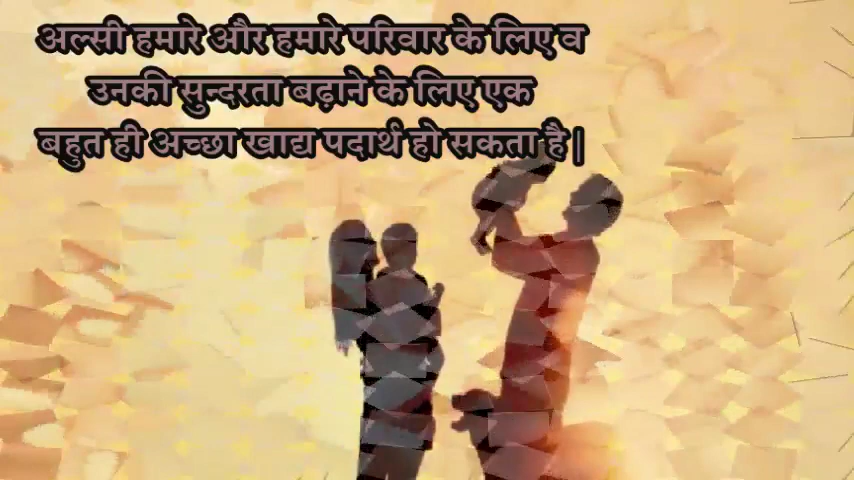 अल्सी हमारे और हमारे परिवार के लिए व
उनकी सुन्दरता बढ़ाने के लिए एक
बहुत ही अच्छा खाद्य पदार्थ हो सकता है |